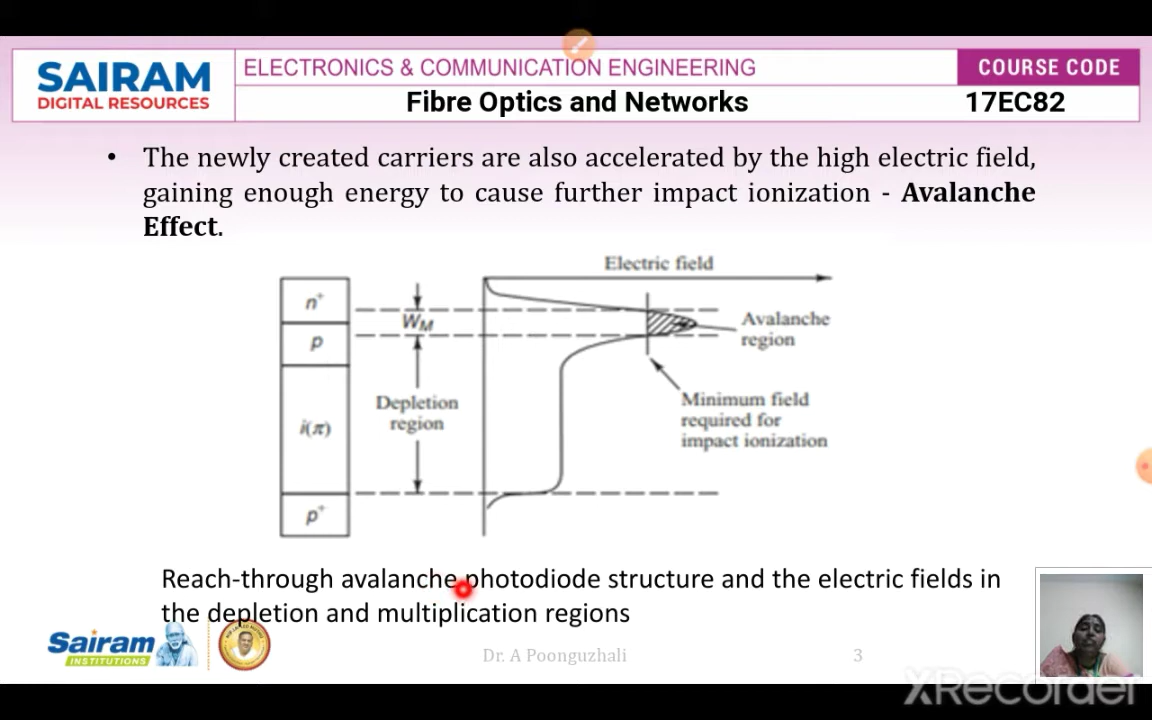 SAIRAM
DIGITAL RESOURCES
ELECTRONICS & COMMUNICATION ENGINEERING
COURSE CODE
Fibre Optics and Networks
17EC82
• The newly created carriers are also accelerated by the high electric field,
gaining enough energy to cause further impact ionization - Avalanche
Effect.
Electric field
n+
W_M
Avalanche
region
p
Depletion
region
Minimum field
required for
impact ionization
i(π)
p+
Reach-through avalanche photodiode structure and the electric fields in
the depletion and multiplication regions
Sairam
INSTITUTIONS
Dr. A Poonguzhali
3
XRecorder